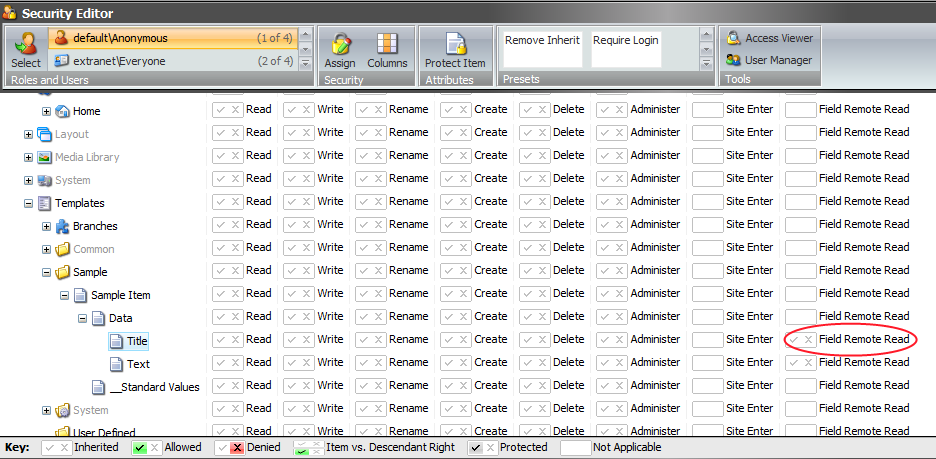 Security Editor
default\Anonymous (1 of 4)
extranet\Everyone (2 of 4)
Select
Roles and Users
Assign Columns
Security
Protect Item
Attributes
Remove Inherit Require Login
Presets
Access Viewer
User Manager
Tools
Home Read Write Rename Create Delete Administer Site Enter Field Remote Read
Layout Read Write Rename Create Delete Administer Site Enter Field Remote Read
Media Library Read Write Rename Create Delete Administer Site Enter Field Remote Read
System Read Write Rename Create Delete Administer Site Enter Field Remote Read
Templates Read Write Rename Create Delete Administer Site Enter Field Remote Read
Branches Read Write Rename Create Delete Administer Site Enter Field Remote Read
Common Read Write Rename Create Delete Administer Site Enter Field Remote Read
Sample Read Write Rename Create Delete Administer Site Enter Field Remote Read
Sample Item Read Write Rename Create Delete Administer Site Enter Field Remote Read
Data Read Write Rename Create Delete Administer Site Enter Field Remote Read
Title Read Write Rename Create Delete Administer Site Enter Field Remote Read
Text Read Write Rename Create Delete Administer Site Enter Field Remote Read
__Standard Values Read Write Rename Create Delete Administer Site Enter Field Remote Read
System Read Write Rename Create Delete Administer Site Enter Field Remote Read
User Defined Read Write Rename Create Delete Administer Site Enter Field Remote Read
Key: Inherited Allowed Denied Item vs. Descendant Right Protected Not Applicable